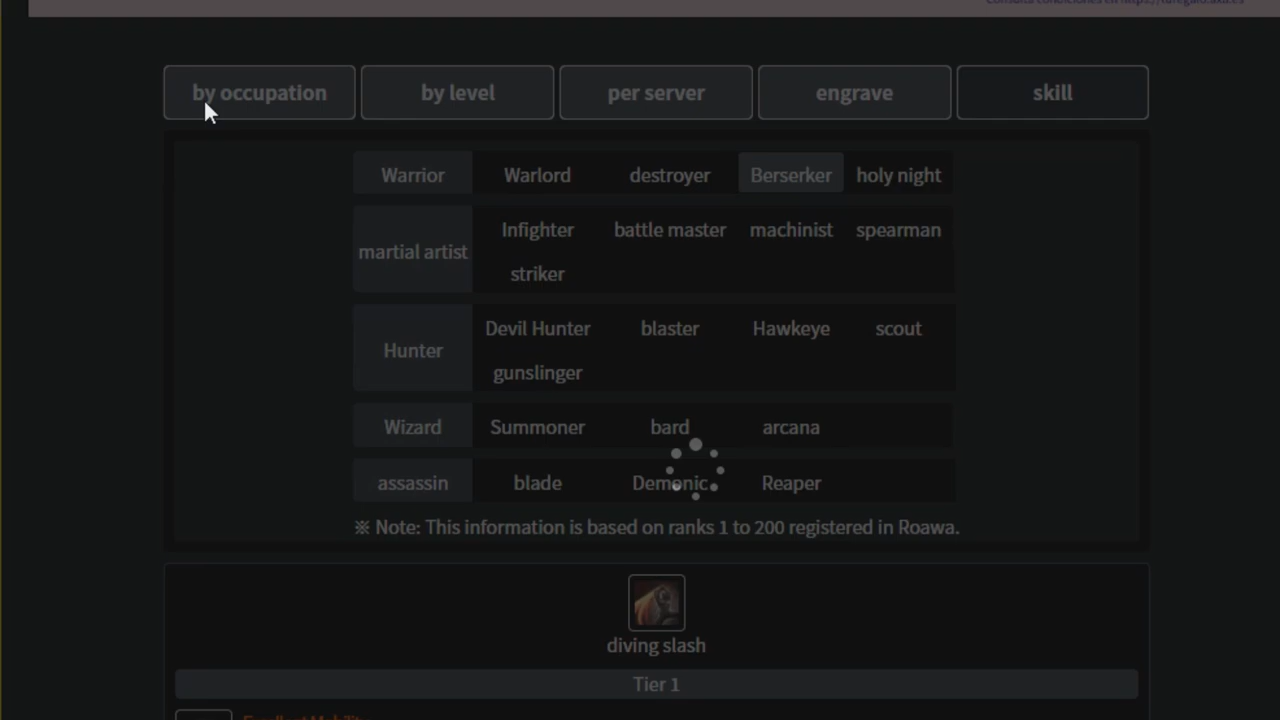 by occupation by level per server engrave skill
Warrior Warlord destroyer Berserker holy night
martial artist Infighter battle master machinist spearman
striker
Hunter Devil Hunter blaster Hawkeye scout
gunslinger
Wizard Summoner bard arcana
assassin blade Demonic Reaper
※ Note: This information is based on ranks 1 to 200 registered in Roawa.
diving slash
Tier 1
Excellent Mobility